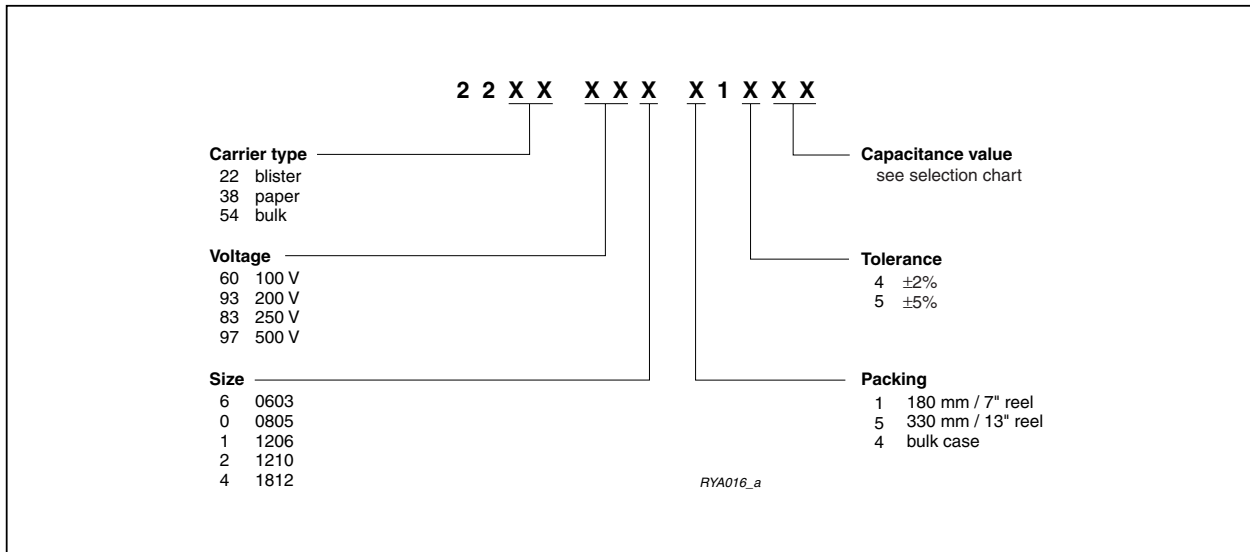 2 2 X X X X X X 1 X X X
Carrier type
22 blister
38 paper
54 bulk
Voltage
60 100 V
93 200 V
83 250 V
97 500 V
Size
6 0603
0 0805
1 1206
2 1210
4 1812
Capacitance value
see selection chart
Tolerance
4 ±2%
5 ±5%
Packing
1 180 mm / 7" reel
5 330 mm / 13" reel
4 bulk case
RYA016_a